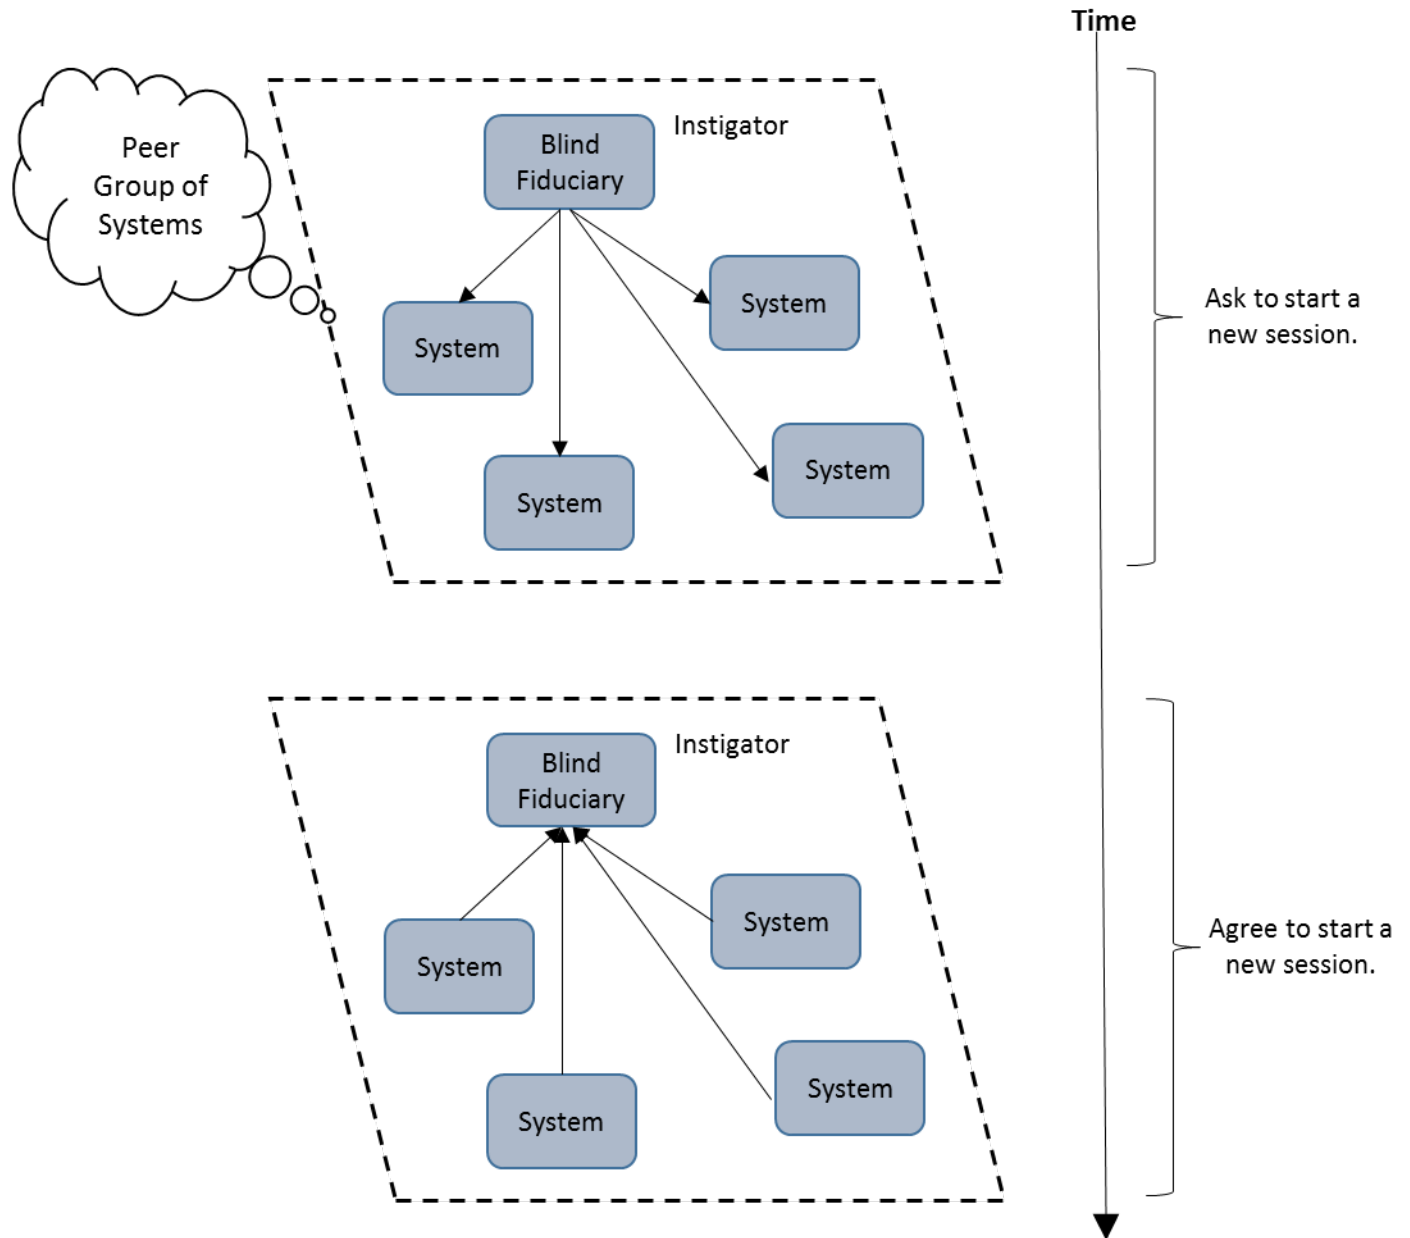 Time
Peer
Group of
Systems
Blind
Fiduciary
Instigator
System
System
System
System
Ask to start a
new session.
Blind
Fiduciary
Instigator
System
System
System
System
Agree to start a
new session.